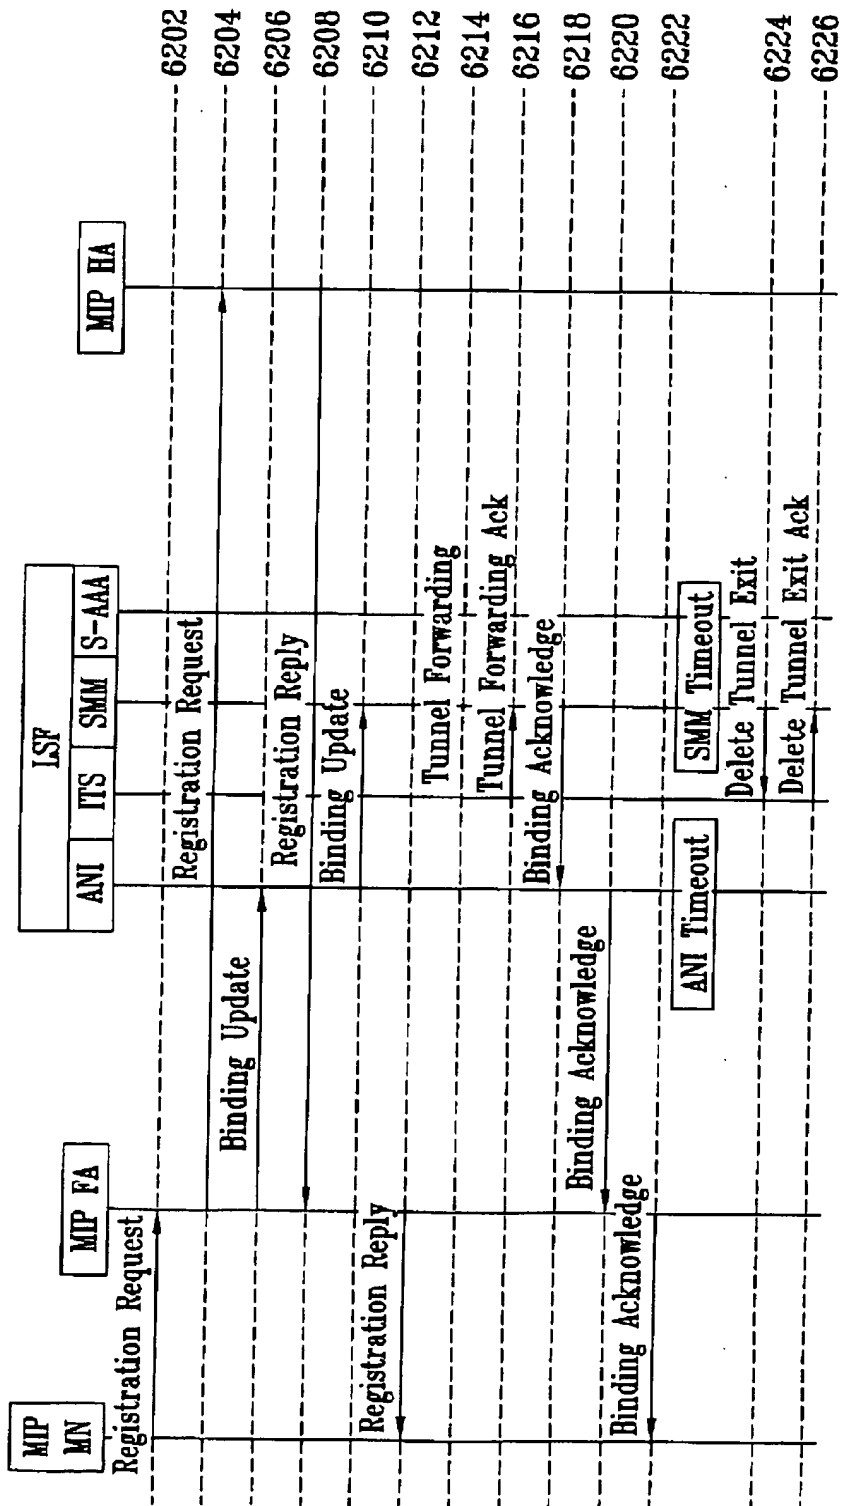 MIP
MN
MIP FA
LSF
ANI
ITS
SMM
S-AAA
MIP HA
Registration Request
6202
Registration Request
6204
Binding Update
6206
Registration Reply
6208
Binding Update
6210
Registration Reply
6212
Tunnel Forwarding
6214
Tunnel Forwarding Ack
6216
Binding Acknowledge
6218
Binding Acknowledge
6220
Binding Acknowledge
6222
ANI Timeout
SMM Timeout
Delete Tunnel Exit
6224
Delete Tunnel Exit Ack
6226